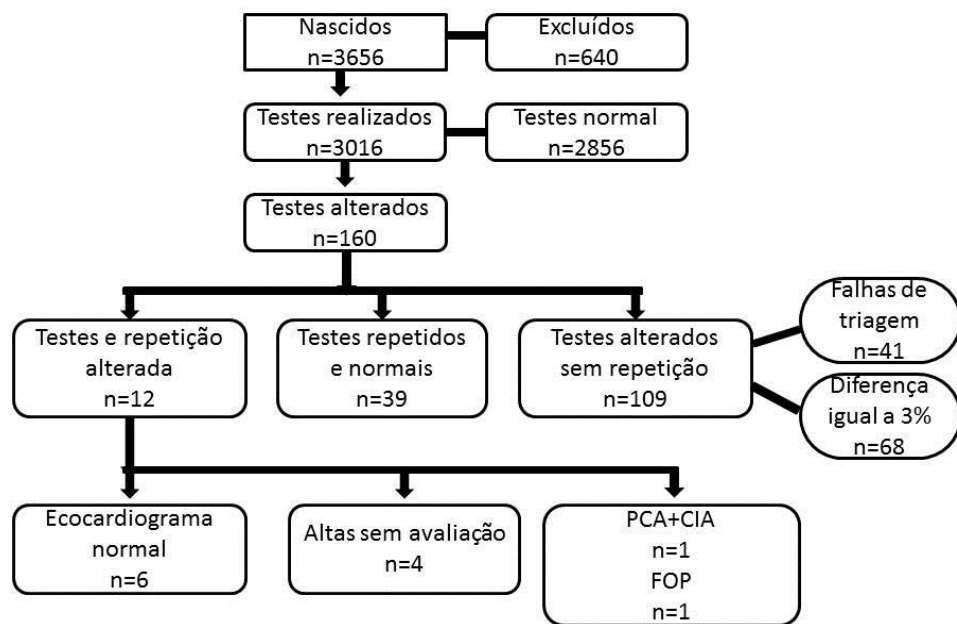 Nascidos
n=3656
Excluídos
n=640
Testes realizados
n=3016
Testes normal
n=2856
Testes alterados
n=160
Testes e repetição
alterada
n=12
Testes repetidos
e normais
n=39
Testes alterados
sem repetição
n=109
Falhas de
triagem
n=41
Diferença
igual a 3%
n=68
Ecocardiograma
normal
n=6
Altas sem avaliação
n=4
PCA+CIA
n=1
FOP
n=1